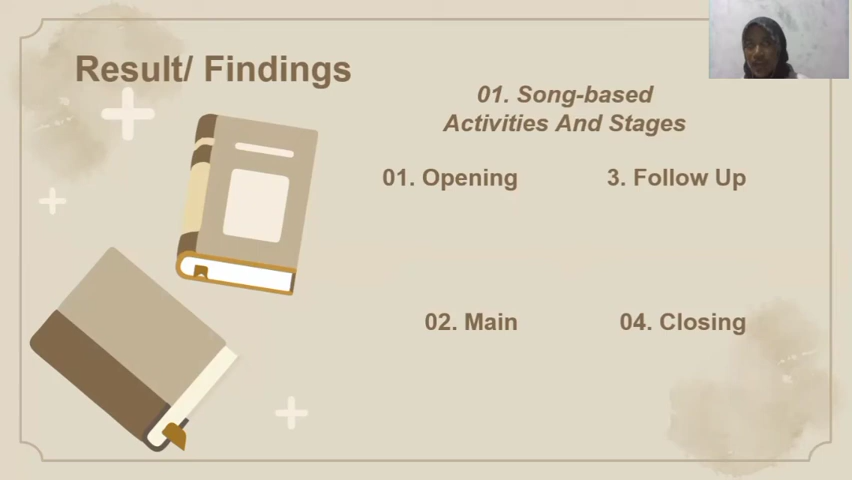 Result/ Findings
01. Song-based
Activities And Stages
01. Opening
3. Follow Up
02. Main
04. Closing